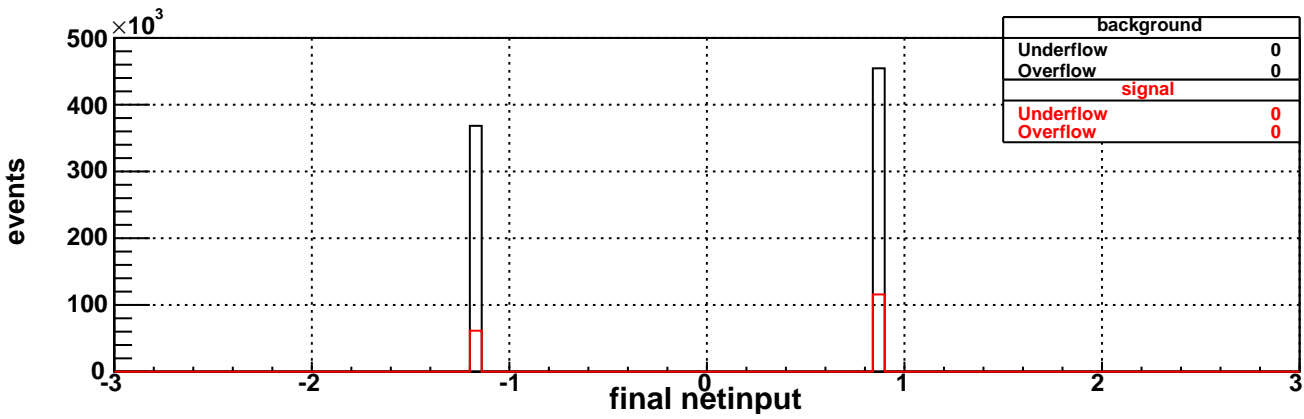 ×10³
500
400
300
200
100
0
events
-3 -2 -1 0 1 2 3
final netinput
background
Underflow 0
Overflow 0
signal
Underflow 0
Overflow 0